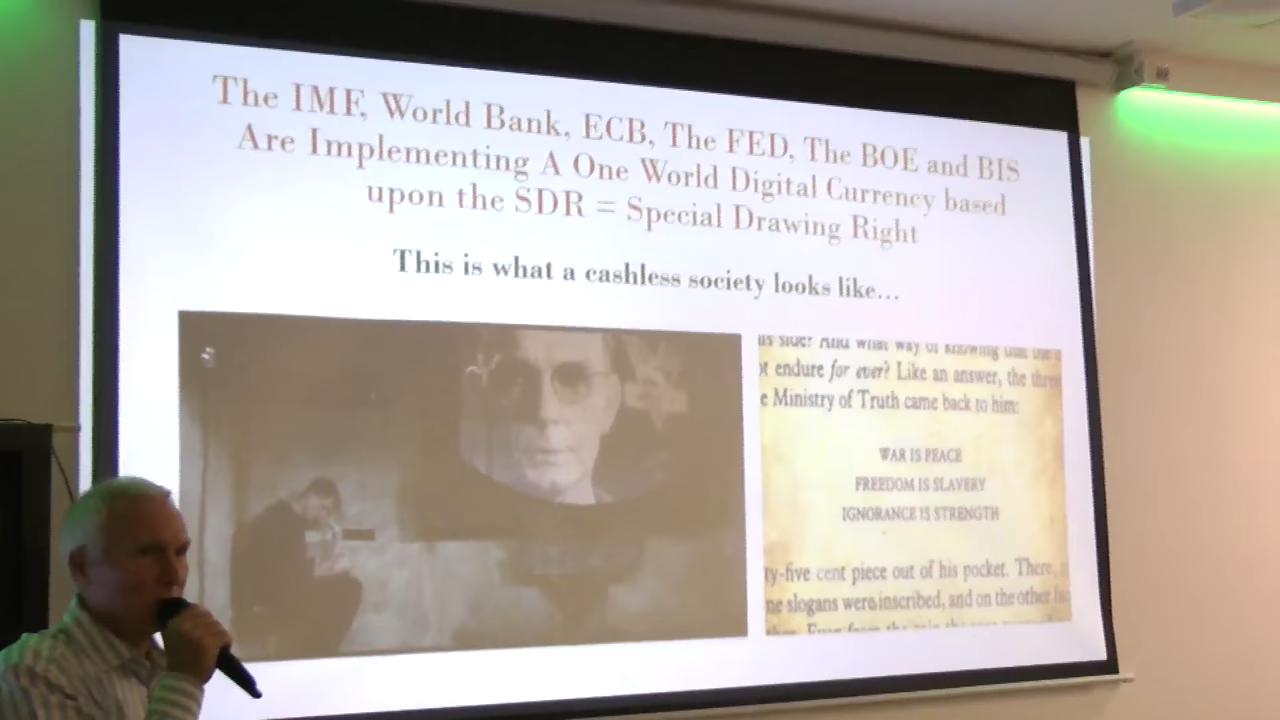 The IMF, World Bank, ECB, The FED, The BOE and BIS
Are Implementing A One World Digital Currency based
upon the SDR = Special Drawing Right
This is what a cashless society looks like...
And what way of knowing that the
endure for ever? Like an answer, the
Ministry of Truth came back to him:
WAR IS PEACE
FREEDOM IS SLAVERY
IGNORANCE IS STRENGTH
ty-five cent piece out of his pocket. There,
slogans were inscribed, and on the other